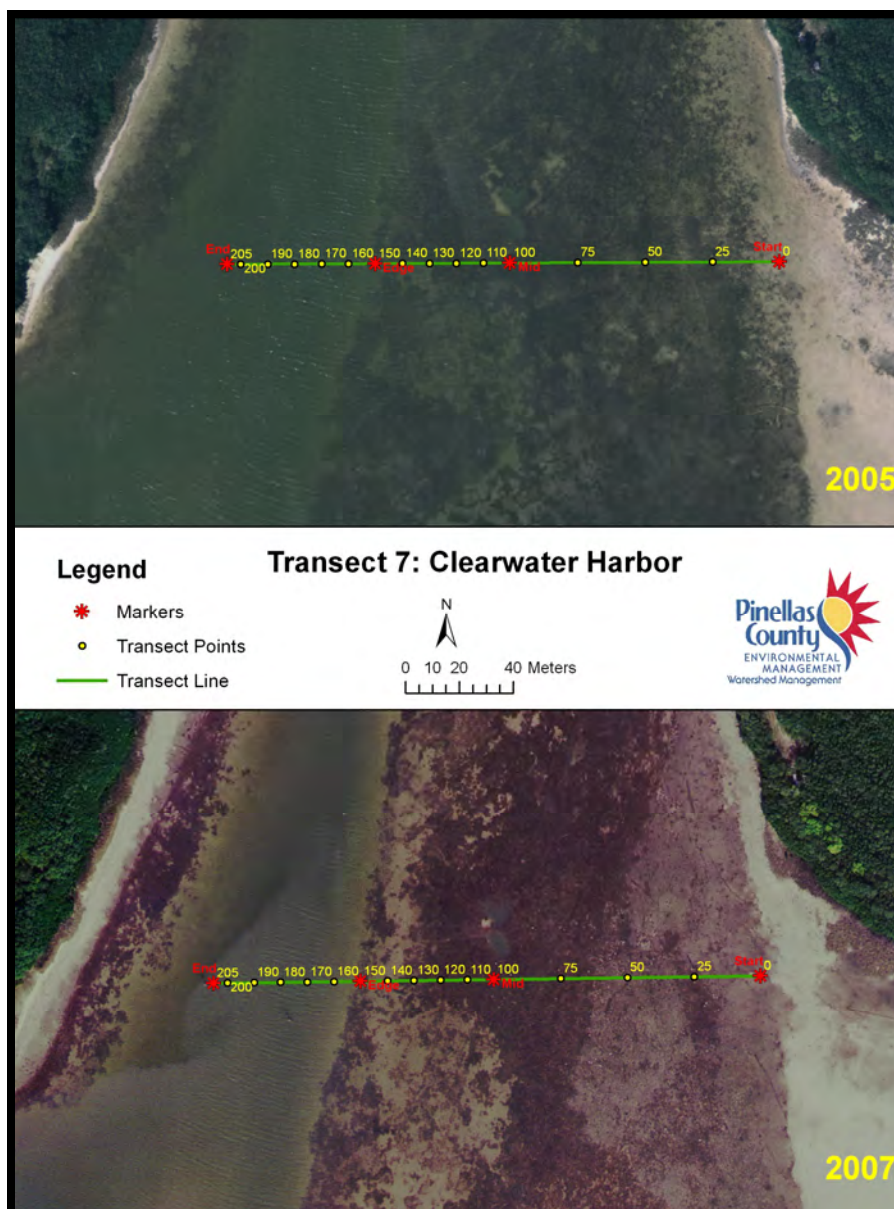 End 205 190 180 170 160 150 140 130 120 110 100 75 50 25 Start 0
200 Edge Mid
2005
Legend
Markers
Transect Points
Transect Line
Transect 7: Clearwater Harbor
N
0 10 20 40 Meters
Pinellas
County
ENVIRONMENTAL
MANAGEMENT
Watershed Management
End 205 190 180 170 160 150 140 130 120 110 100 75 50 25 Start 0
200 Edge Mid
2007